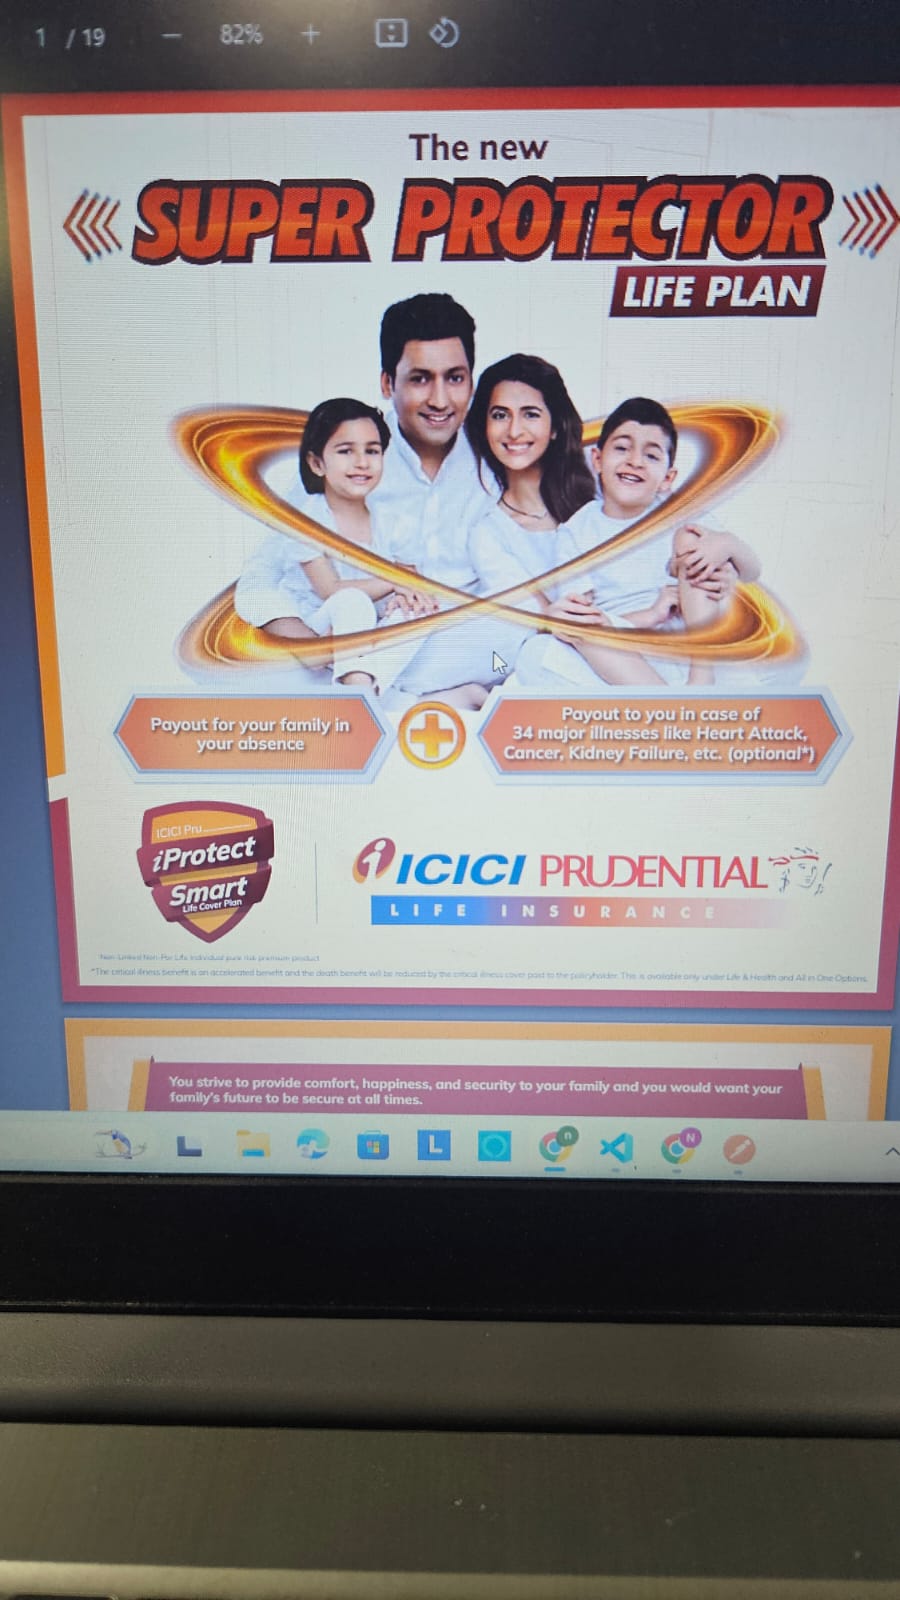 1 / 19 82%
The new
SUPER PROTECTOR
LIFE PLAN
Payout for your family in
your absence
Payout to you in case of
34 major illnesses like Heart Attack,
Cancer, Kidney Failure, etc. (optional*)
ICICI Pru
iProtect
Smart
Life Cover Plan
ICICI PRUDENTIAL
LIFE INSURANCE
Non-Linked Non-Par Life Individual pure risk premium product
*The critical illness benefit is an accelerated benefit and the death benefit will be reduced by the critical illness cover paid to the policyholder. This is available only under Life & Health and All in One Options.
You strive to provide comfort, happiness, and security to your family and you would want your
family's future to be secure at all times.
L
n
N